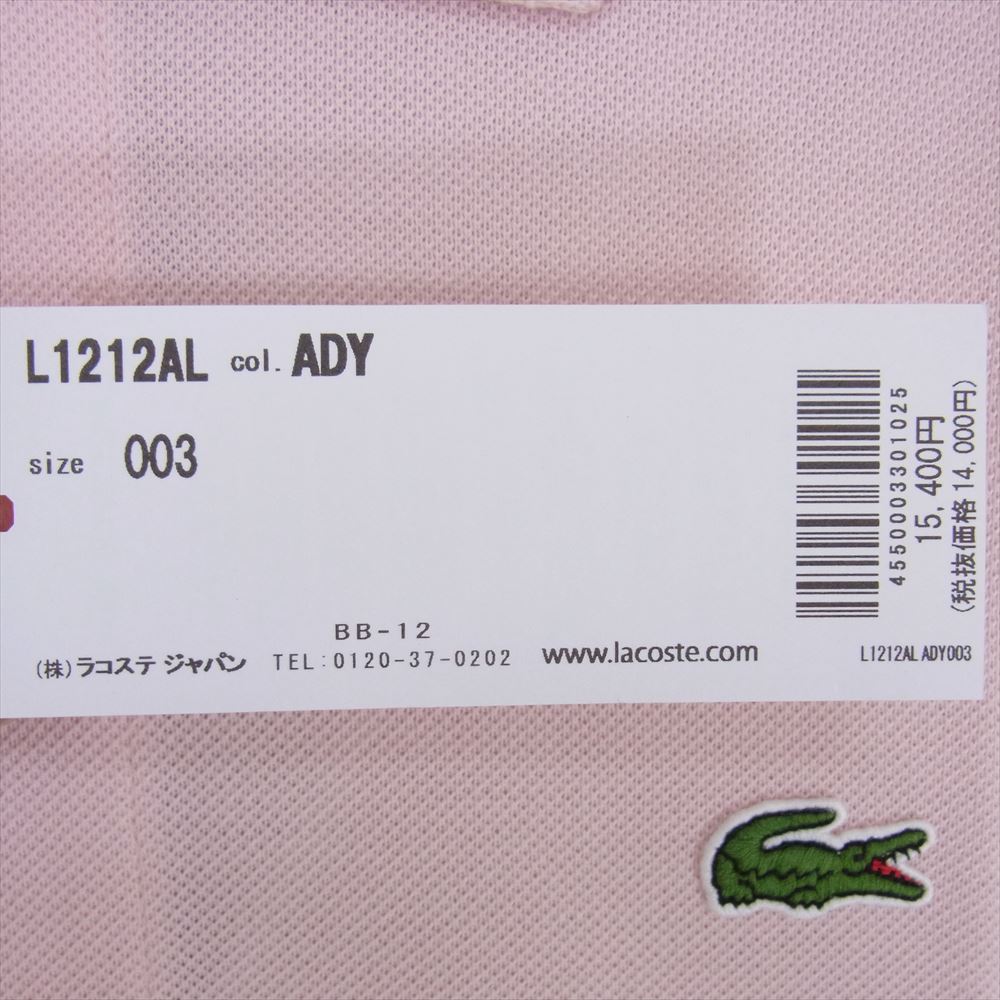 L1212AL col. ADY
size 003
4550003301025
15,400円
(税抜価格14,000円)
BB-12
(株)ラコステ ジャパン TEL:0120-37-0202 www.lacoste.com L1212AL ADY003